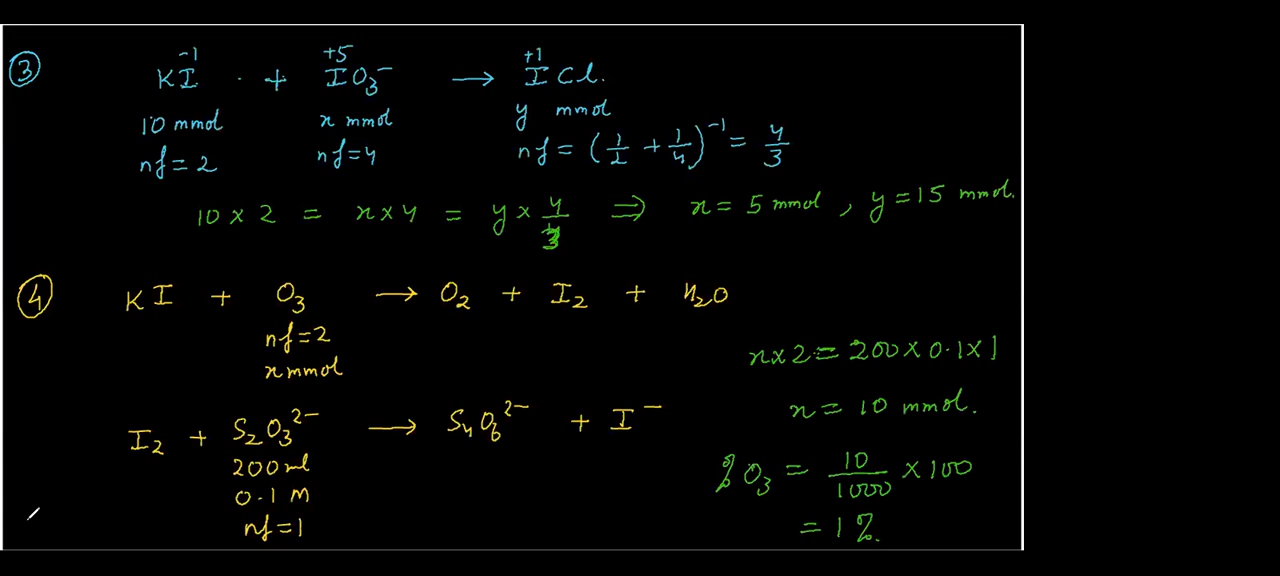 ③ KI⁻¹ + I⁺⁵O₃⁻ → I⁺¹Cl.
10 mmol x mmol y mmol
nf = 2 nf = 4 nf = (1/2 + 1/4)⁻¹ = 4/3
10 × 2 = x × 4 = y × 4/3 ⇒ x = 5 mmol, y = 15 mmol.
④ KI + O₃ → O₂ + I₂ + H₂O
nf = 2
x mmol
I₂ + S₂O₃²⁻ → S₄O₆²⁻ + I⁻
200 ml
0.1 M
nf = 1
x × 2 = 200 × 0.1 × 1
x = 10 mmol.
% O₃ = 10/1000 × 100
= 1 %.